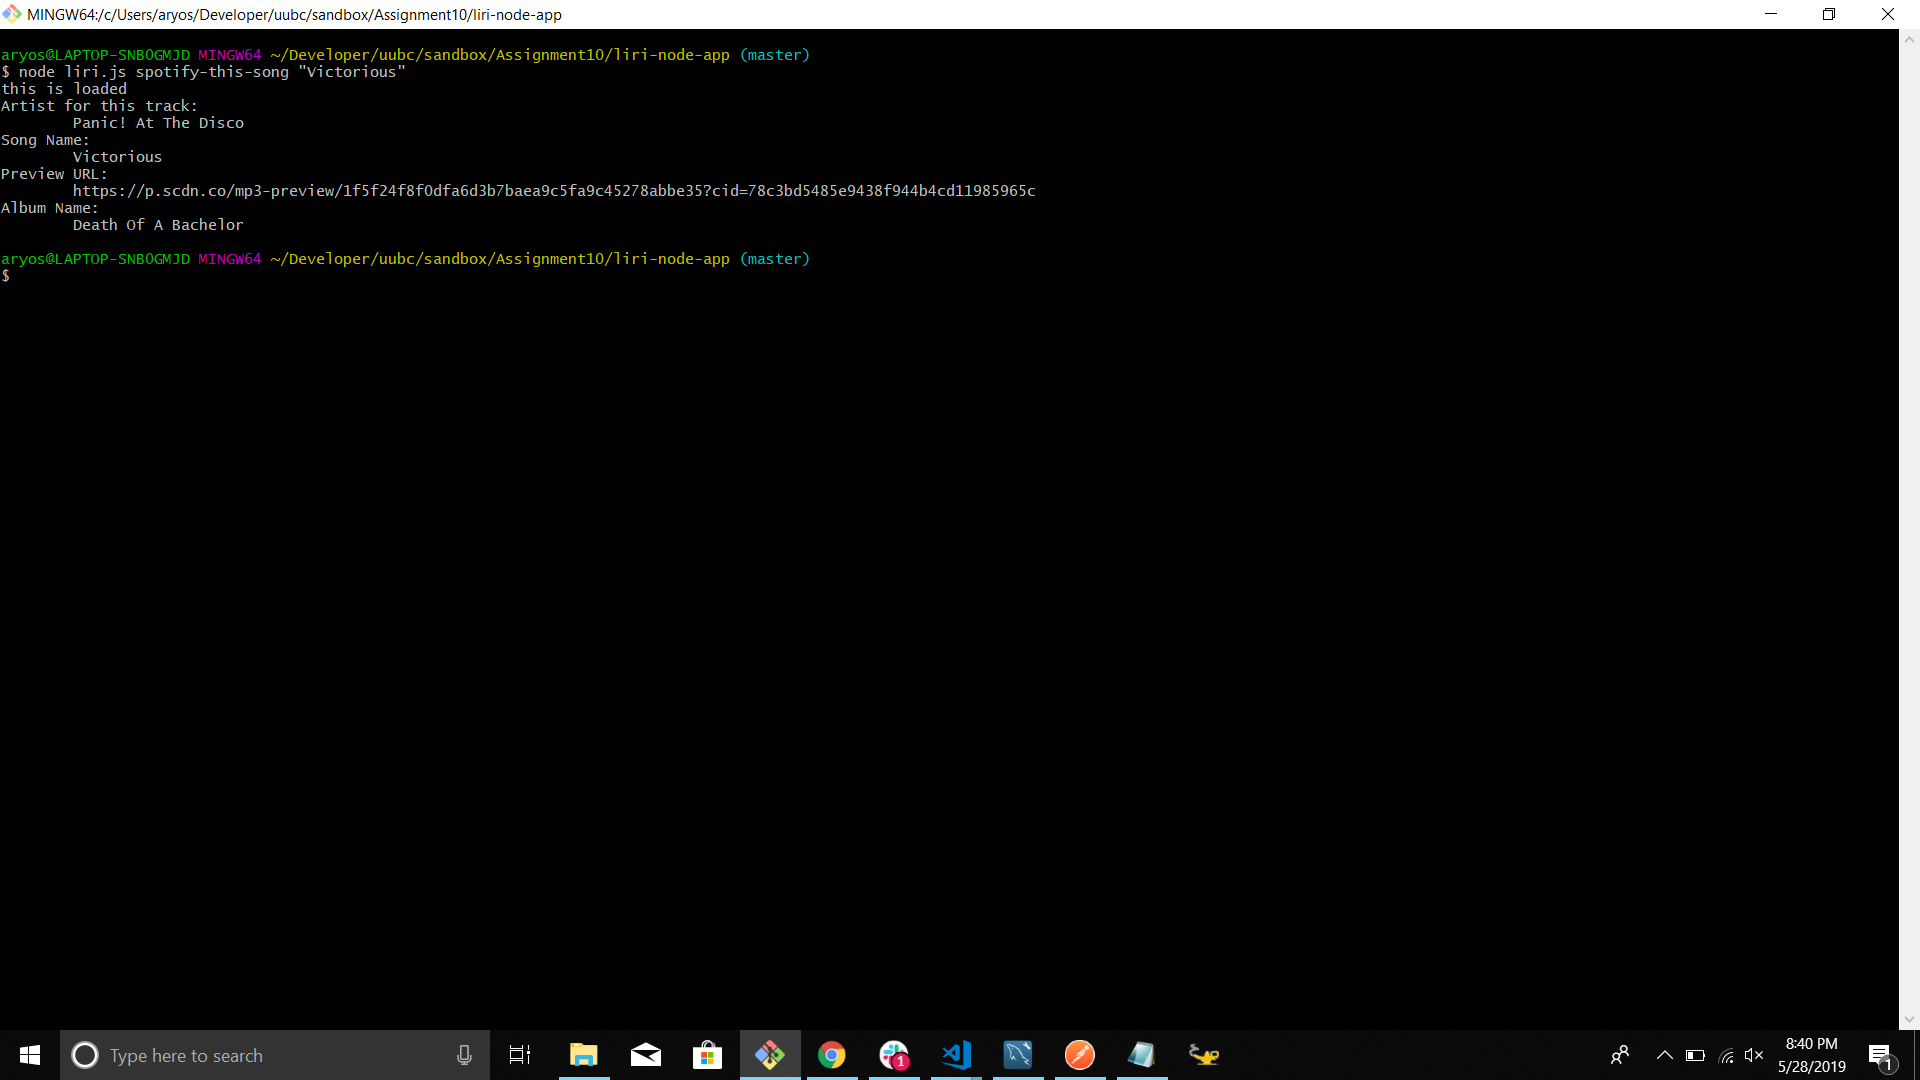 MINGW64:/c/Users/aryos/Developer/uubc/sandbox/Assignment10/liri-node-app
aryos@LAPTOP-SNB0GMJD MINGW64 ~/Developer/uubc/sandbox/Assignment10/liri-node-app (master)
$ node liri.js spotify-this-song "Victorious"
this is loaded
Artist for this track:
Panic! At The Disco
Song Name:
Victorious
Preview URL:
https://p.scdn.co/mp3-preview/1f5f24f8f0dfa6d3b7baea9c5fa9c45278abbe35?cid=78c3bd5485e9438f944b4cd11985965c
Album Name:
Death Of A Bachelor
aryos@LAPTOP-SNB0GMJD MINGW64 ~/Developer/uubc/sandbox/Assignment10/liri-node-app (master)
$
Type here to search
1
8:40 PM
5/28/2019
1